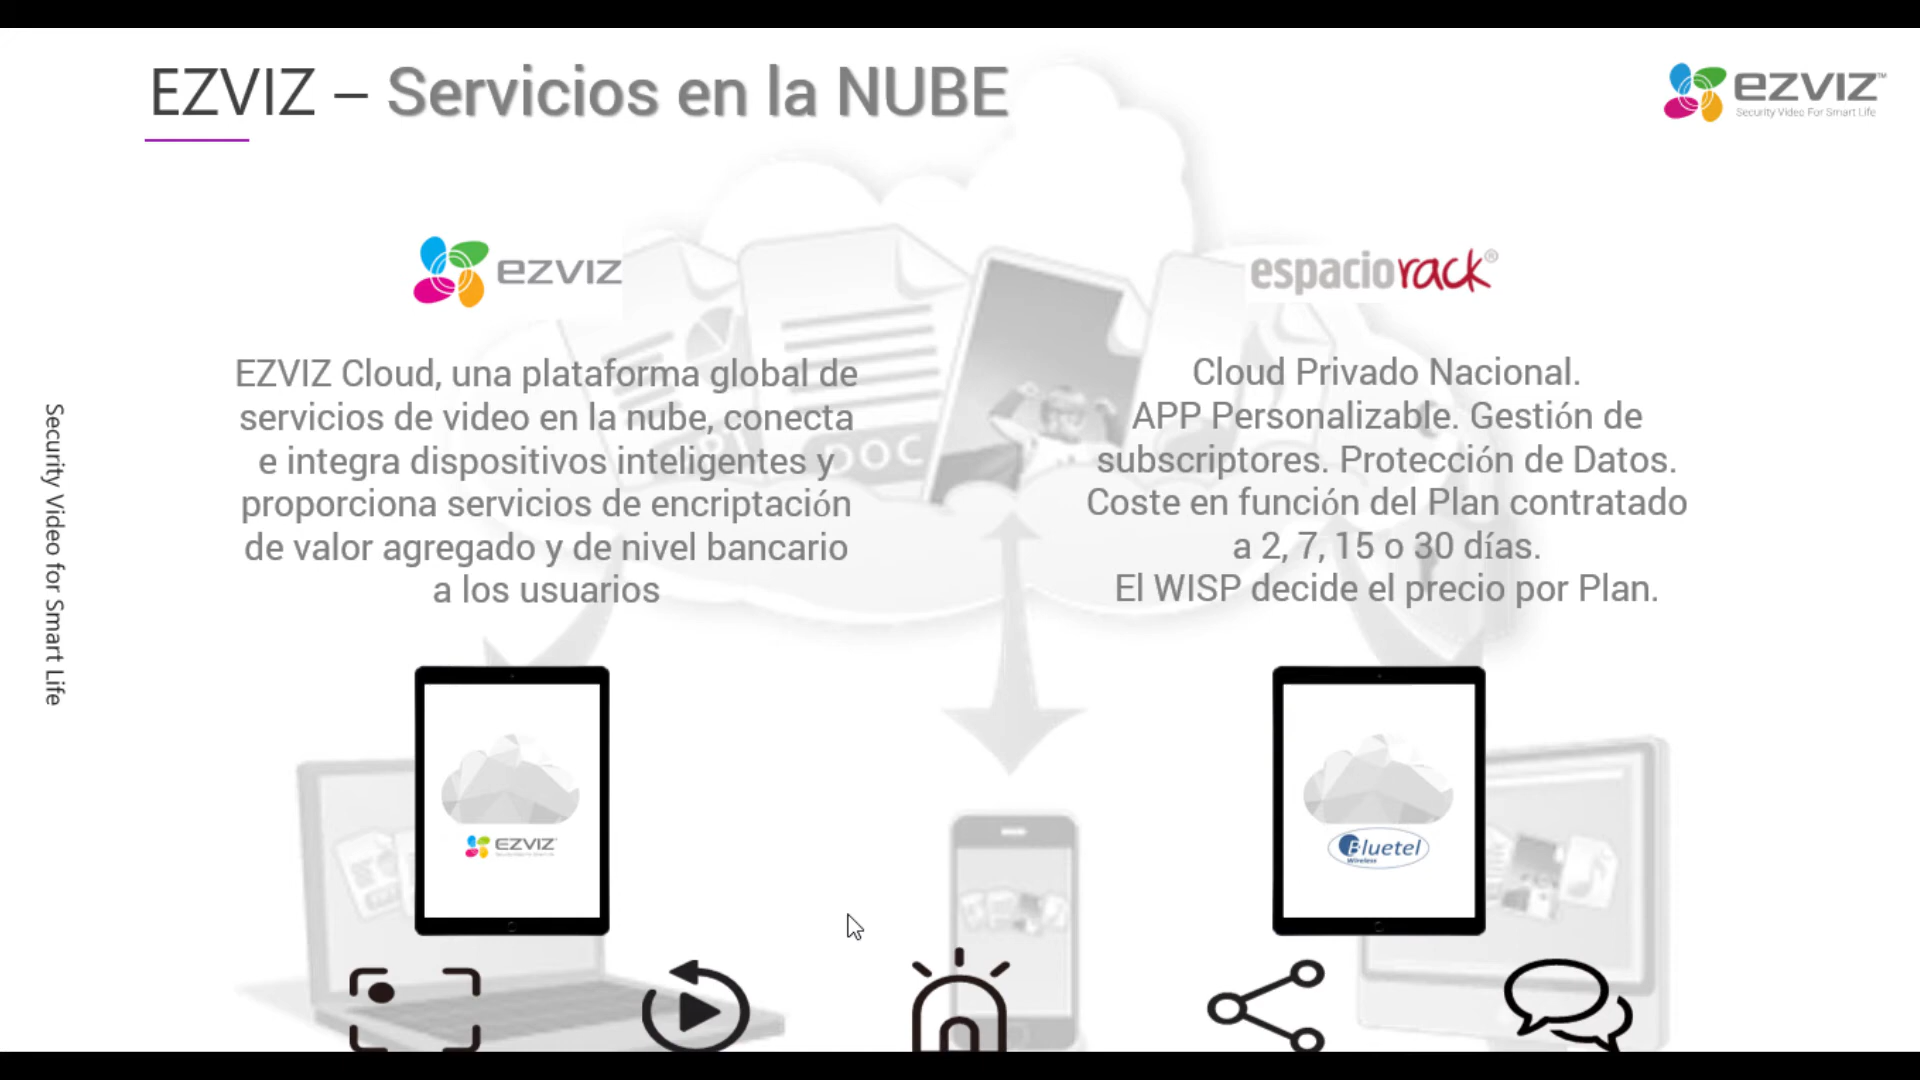 EZVIZ – Servicios en la NUBE
ezviz™
Security Video For Smart Life
ezviz
espaciorack®
EZVIZ Cloud, una plataforma global de
servicios de video en la nube, conecta
e integra dispositivos inteligentes y
proporciona servicios de encriptación
de valor agregado y de nivel bancario
a los usuarios
Cloud Privado Nacional.
APP Personalizable. Gestión de
subscriptores. Protección de Datos.
Coste en función del Plan contratado
a 2, 7, 15 o 30 días.
El WISP decide el precio por Plan.
DOC
Security Video for Smart Life
EZVIZ
Bluetel
Wireless